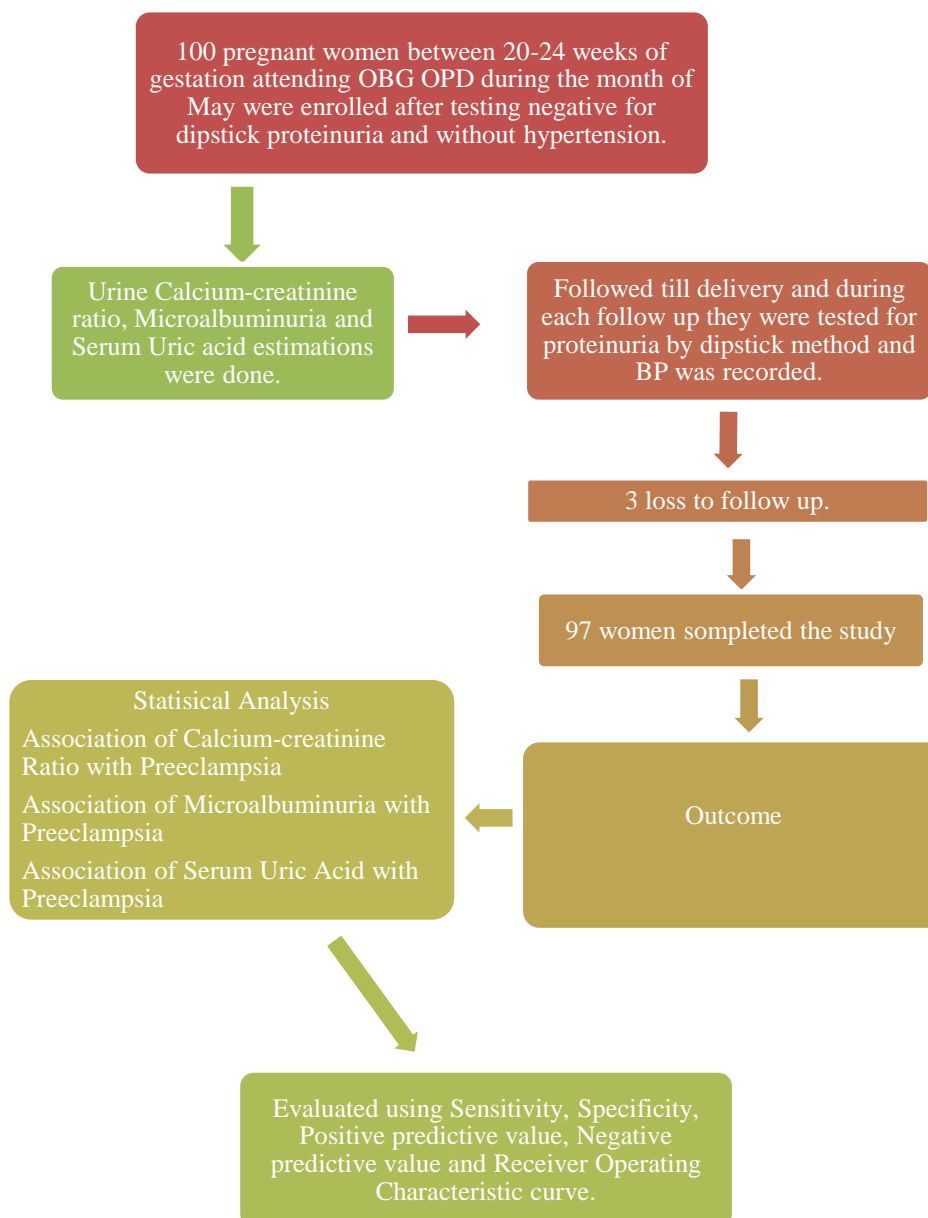 100 pregnant women between 20-24 weeks of
gestation attending OBG OPD during the month of
May were enrolled after testing negative for
dipstick proteinuria and without hypertension.
Urine Calcium-creatinine
ratio, Microalbuminuria and
Serum Uric acid estimations
were done.
Followed till delivery and during
each follow up they were tested for
proteinuria by dipstick method and
BP was recorded.
3 loss to follow up.
97 women sompleted the study
Outcome
Statisical Analysis
Association of Calcium-creatinine
Ratio with Preeclampsia
Association of Microalbuminuria with
Preeclampsia
Association of Serum Uric Acid with
Preeclampsia
Evaluated using Sensitivity, Specificity,
Positive predictive value, Negative
predictive value and Receiver Operating
Characteristic curve.